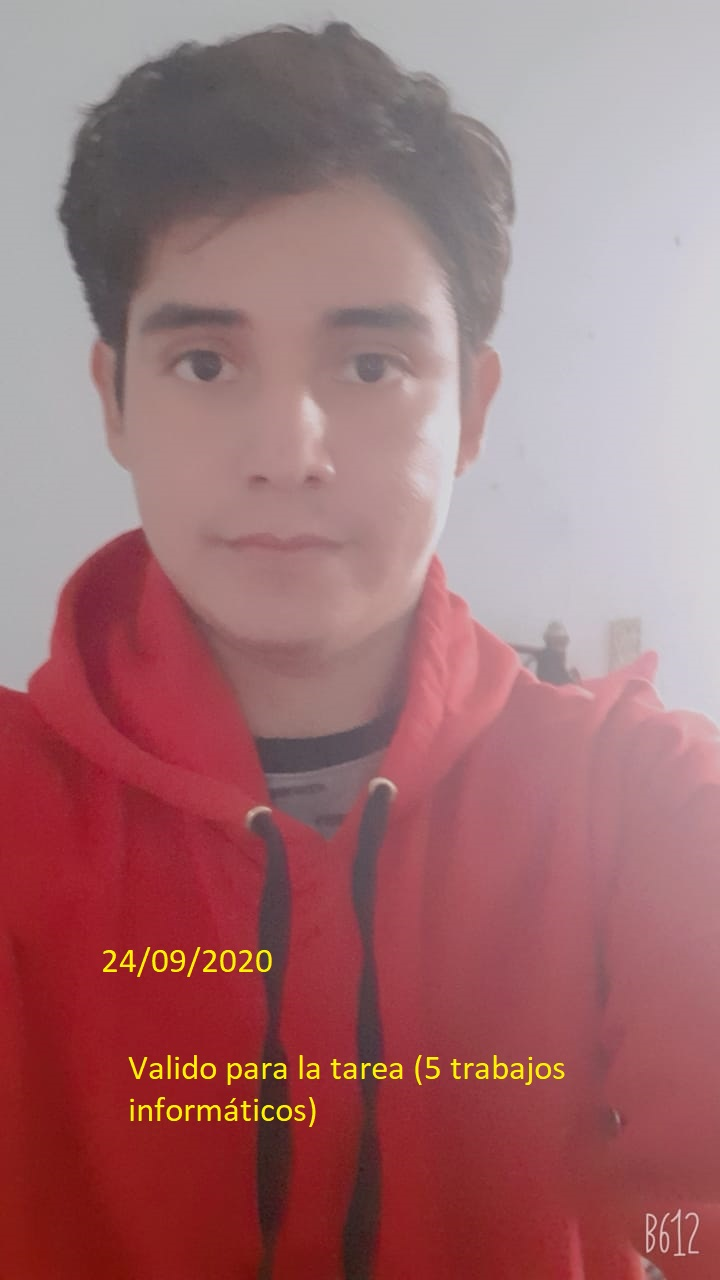 24/09/2020
Valido para la tarea (5 trabajos
informáticos)
B612